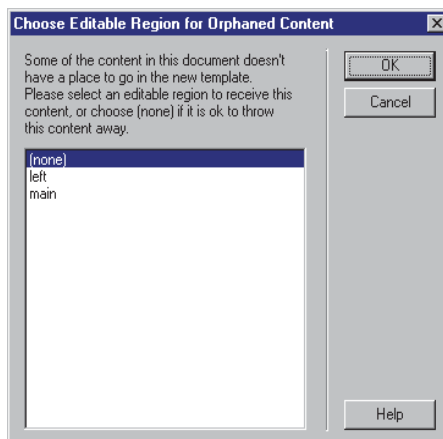 Choose Editable Region for Orphaned Content
Some of the content in this document doesn't
have a place to go in the new template.
Please select an editable region to receive this
content, or choose (none) if it is ok to throw
this content away.
OK
Cancel
(none)
left
main
Help